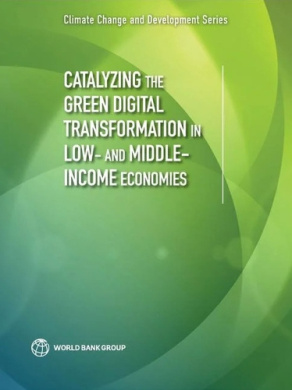 Climate Change and Development Series
CATALYZING THE
GREEN DIGITAL
TRANSFORMATION IN
LOW- AND MIDDLE-
INCOME ECONOMIES
WORLD BANK GROUP